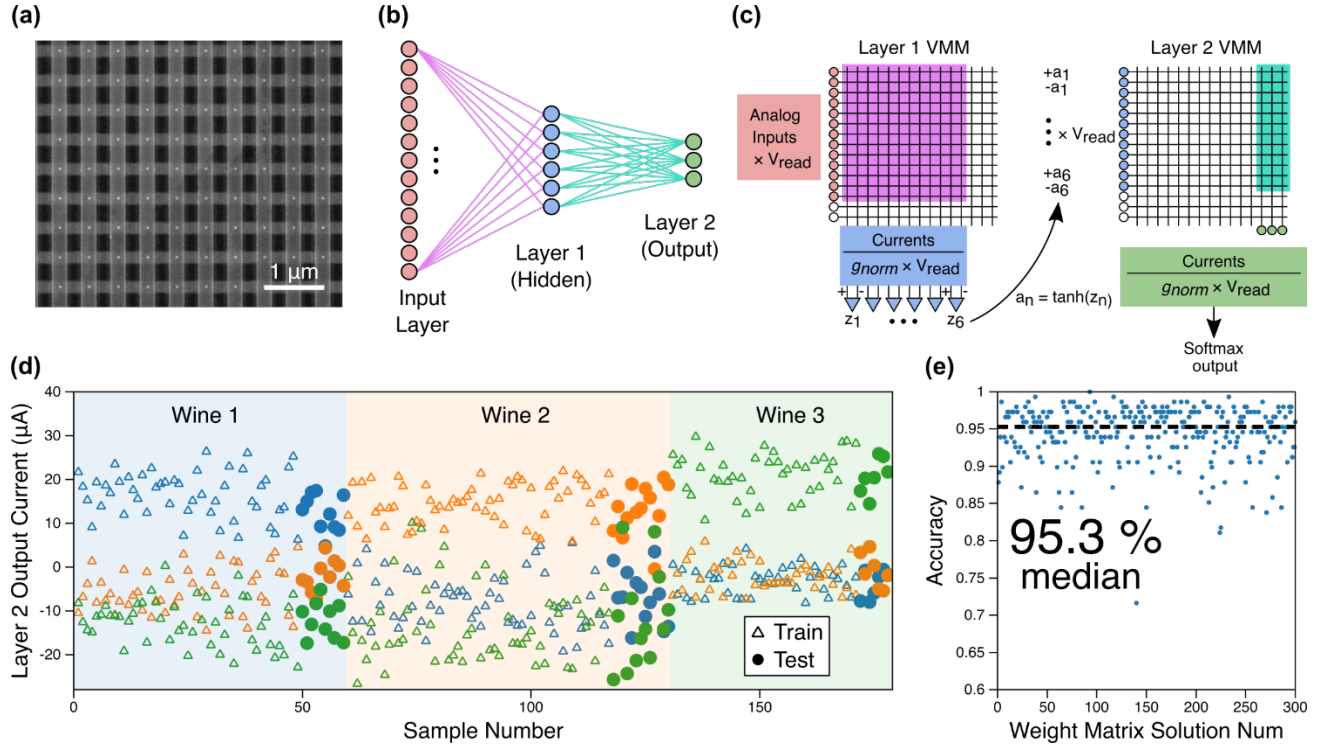 (a)
1 μm
(b)
Input
Layer
Layer 1
(Hidden)
Layer 2
(Output)
(c)
Layer 1 VMM
Analog
Inputs
× Vread
Currents
gnorm × Vread
+ - + -
z1 z6
an = tanh(zn)
+a1
-a1
× Vread
+a6
-a6
Layer 2 VMM
Currents
gnorm × Vread
Softmax
output
(d)
Layer 2 Output Current (μA)
40
30
20
10
0
-10
-20
Wine 1
Wine 2
Wine 3
Train
Test
0
50
100
150
Sample Number
(e)
Accuracy
1
0.95
0.9
0.85
0.8
0.75
0.7
0.65
0.6
95.3 %
median
0
50
100
150
200
250
300
Weight Matrix Solution Num